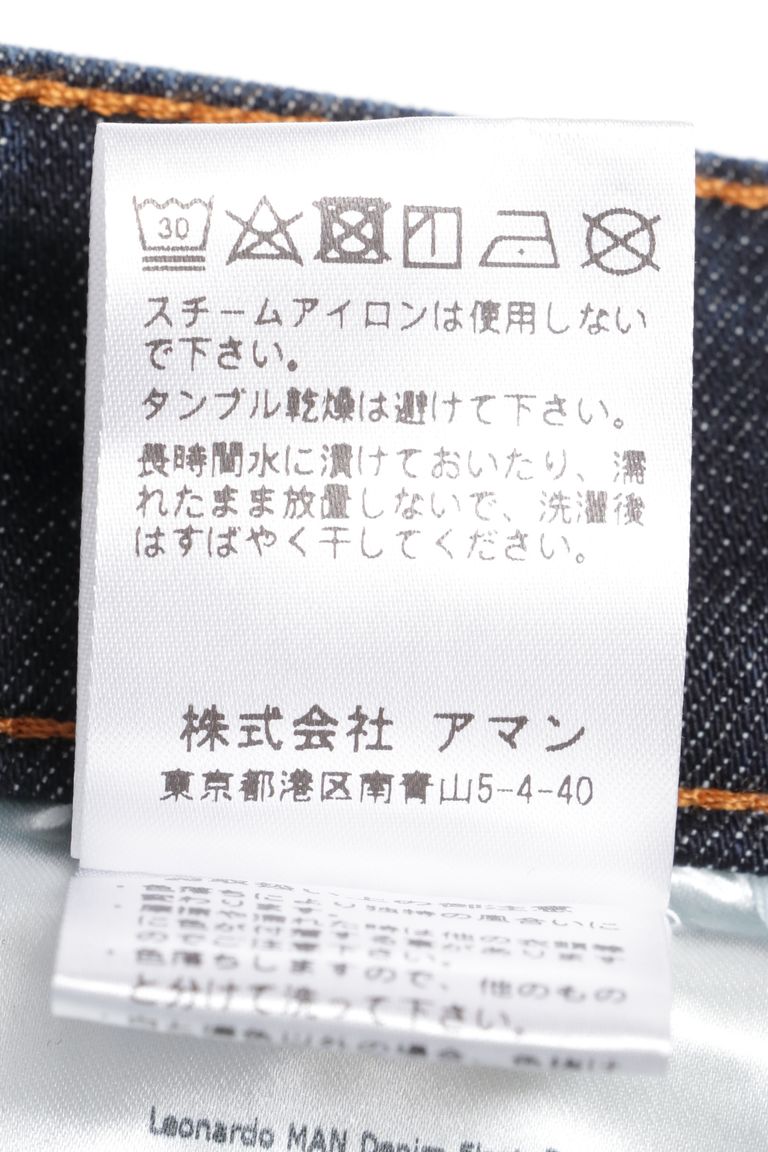 30
スチームアイロンは使用しない
で下さい。
タンブル乾燥は避けて下さい。
長時間水に漬けておいたり、濡
れたまま放置しないで、洗濯後
はすばやく干してください。
株式会社 アマン
東京都港区南青山5-4-40
色落ちしますので、他のもの
と分けて洗って下さい。
Leonardo MAN Denim